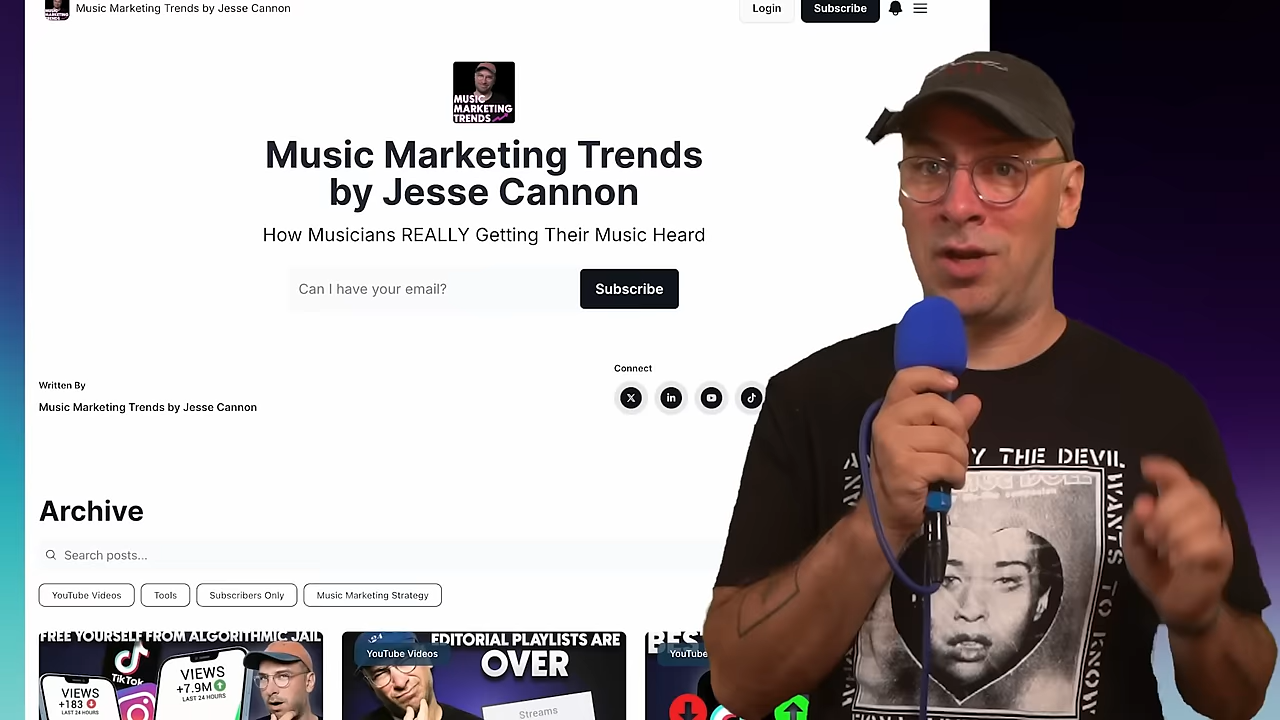 Music Marketing Trends by Jesse Cannon
Login
Subscribe
MUSIC
MARKETING
TRENDS
Music Marketing Trends
by Jesse Cannon
How Musicians REALLY Getting Their Music Heard
Can I have your email?
Subscribe
Written By
Music Marketing Trends by Jesse Cannon
Connect
Archive
Search posts...
YouTube Videos
Tools
Subscribers Only
Music Marketing Strategy
FREE YOURSELF FROM ALGORITHMIC JAIL
TikTok
VIEWS
+183
LAST 24 HOURS
VIEWS
+7.9M
LAST 24 HOURS
YouTube Videos
EDITORIAL PLAYLISTS ARE
OVER
Streams
BEST
YouTube
Y THE DEVIL
WANTS TO KNOW